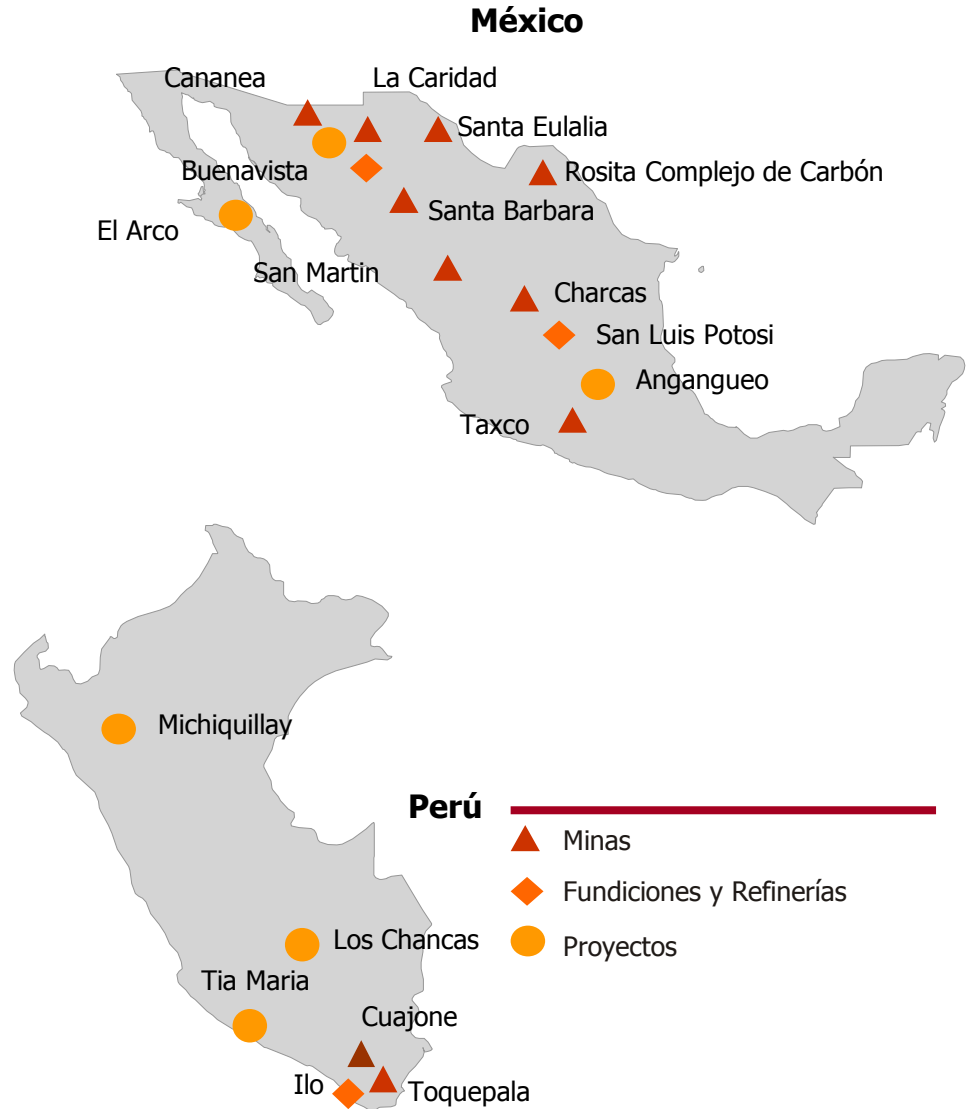 México
Cananea
La Caridad
Santa Eulalia
Buenavista
Rosita Complejo de Carbón
Santa Barbara
El Arco
San Martin
Charcas
San Luis Potosi
Angangueo
Taxco
Michiquillay
Perú
Minas
Fundiciones y Refinerías
Proyectos
Los Chancas
Tia Maria
Cuajone
Ilo
Toquepala